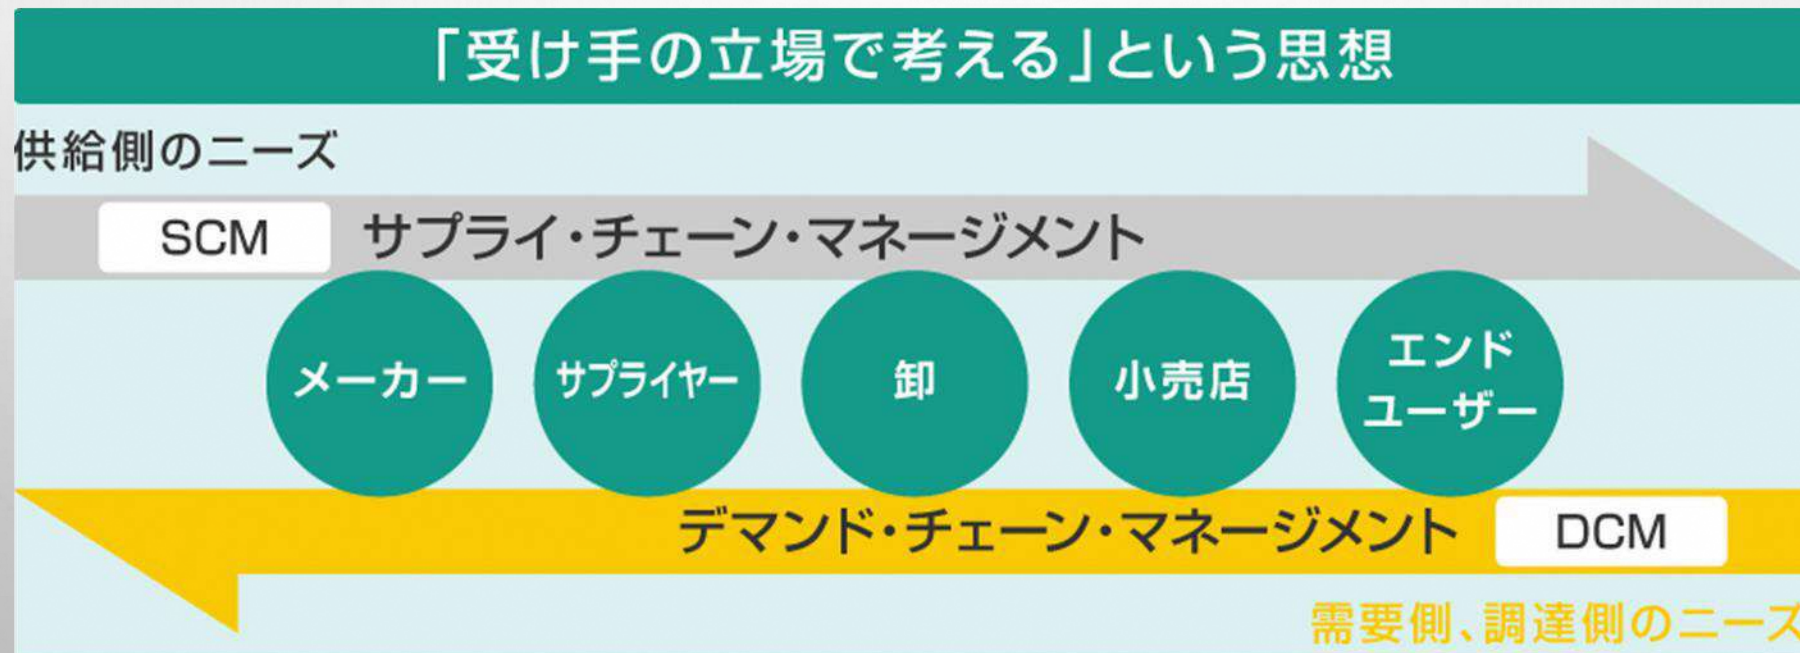 「受け手の立場で考える」という思想
供給側のニーズ
SCM サプライ・チェーン・マネージメント
メーカー
サプライヤー
卸
小売店
エンド
ユーザー
デマンド・チェーン・マネージメント DCM
需要側、調達側のニーズ